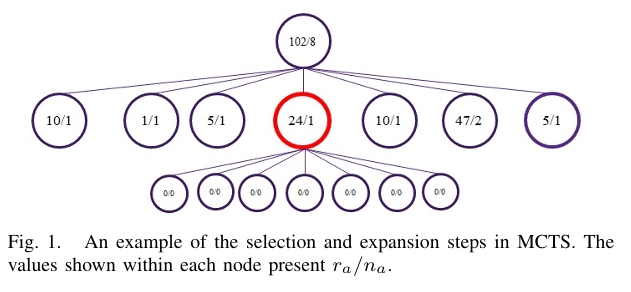 102/8
10/1 1/1 5/1 24/1 10/1 47/2 5/1
0/0 0/0 0/0 0/0 0/0 0/0 0/0
Fig. 1. An example of the selection and expansion steps in MCTS. The
values shown within each node present rₐ/nₐ.